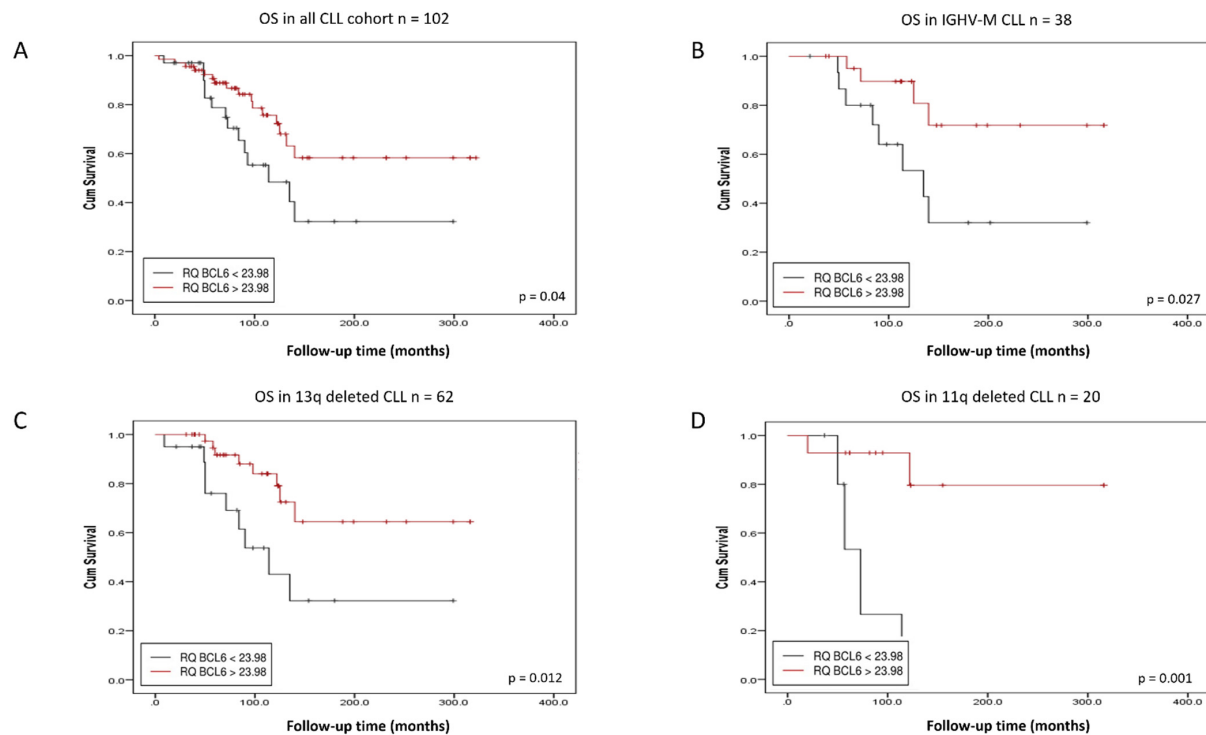 OS in all CLL cohort n = 102
A
Cum Survival
1.0
0.8
0.6
0.4
0.2
0.0
RQ BCL6 < 23.98
RQ BCL6 > 23.98
p = 0.04
.0 100.0 200.0 300.0 400.0
Follow-up time (months)
OS in IGHV-M CLL n = 38
B
Cum Survival
1.0
0.8
0.6
0.4
0.2
0.0
RQ BCL6 < 23.98
RQ BCL6 > 23.98
p = 0.027
.0 100.0 200.0 300.0 400.0
Follow-up time (months)
OS in 13q deleted CLL n = 62
C
Cum Survival
1.0
0.8
0.6
0.4
0.2
0.0
RQ BCL6 < 23.98
RQ BCL6 > 23.98
p = 0.012
.0 100.0 200.0 300.0 400.0
Follow-up time (months)
OS in 11q deleted CLL n = 20
D
Cum Survival
1.0
0.8
0.6
0.4
0.2
0.0
RQ BCL6 < 23.98
RQ BCL6 > 23.98
p = 0.001
.0 100.0 200.0 300.0 400.0
Follow-up time (months)